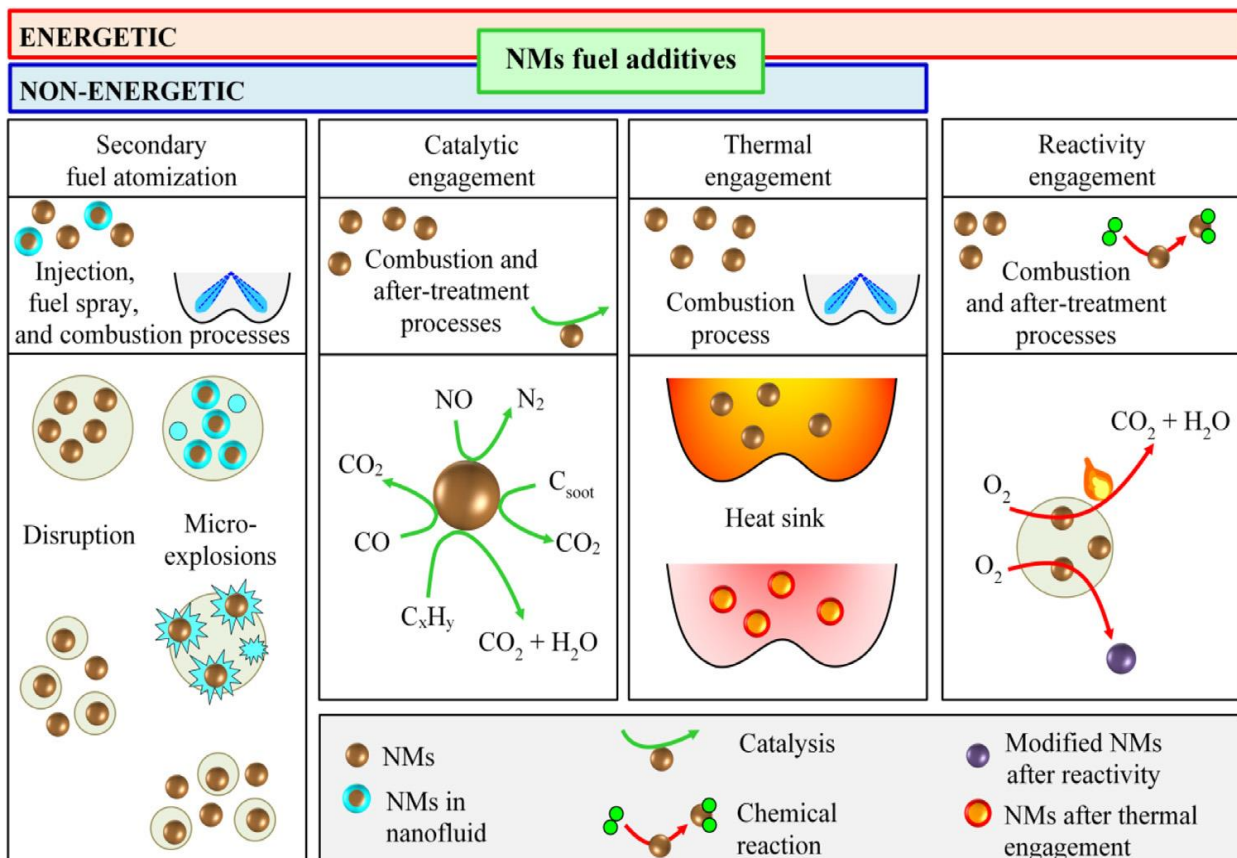 ENERGETIC
NMs fuel additives
NON-ENERGETIC
Secondary
fuel atomization
Injection,
fuel spray,
and combustion processes
Disruption
Micro-
explosions
Catalytic
engagement
Combustion and
after-treatment
processes
NO
N₂
CO₂
C_soot
CO
CO₂
CₓHᵧ
CO₂ + H₂O
Thermal
engagement
Combustion
process
Heat sink
Reactivity
engagement
Combustion
and after-treatment
processes
CO₂ + H₂O
O₂
O₂
NMs
NMs in
nanofluid
Catalysis
Chemical
reaction
Modified NMs
after reactivity
NMs after thermal
engagement